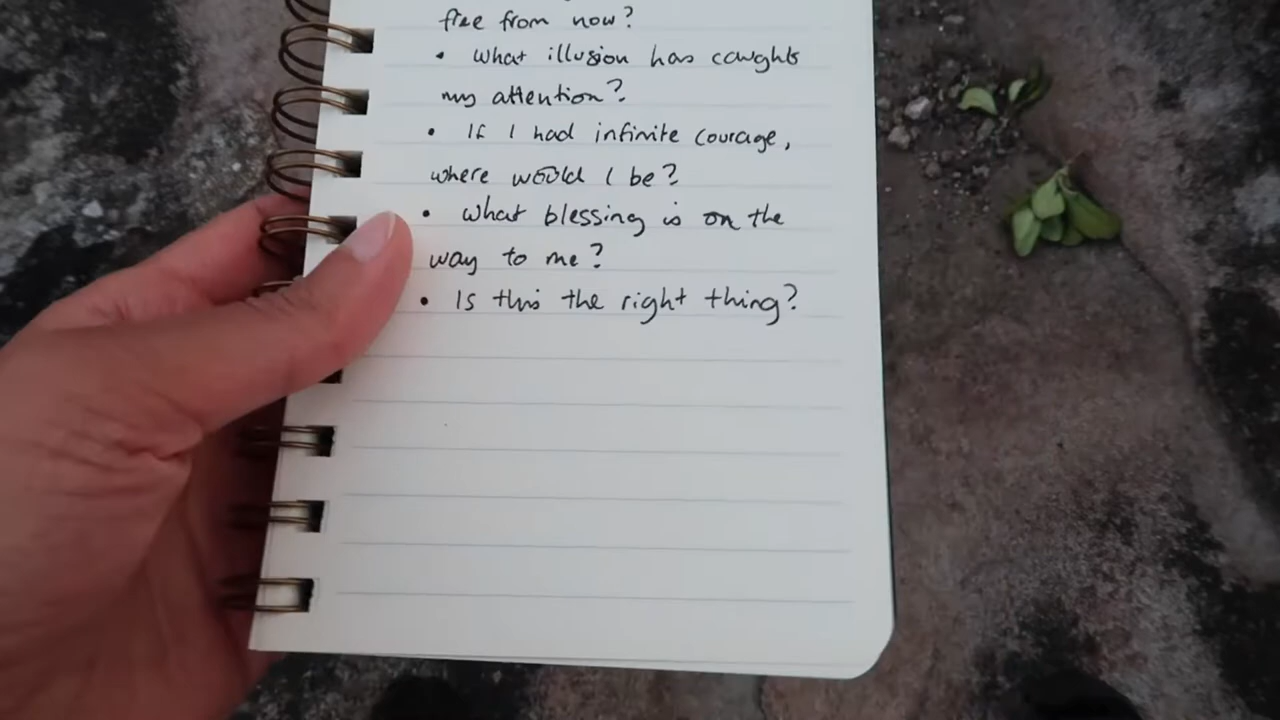 free from now?
• What illusion has caughts
my attention?
• If I had infinite courage,
where would I be?
• What blessing is on the
way to me?
• Is this the right thing?